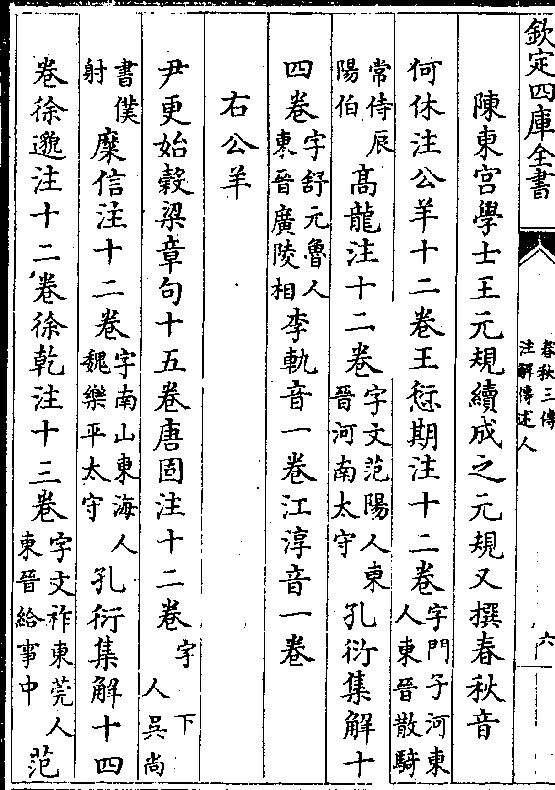 欽定四庫全書
春秋三傳
注解傳述人
六
陳東宫學士王元規續成之元規又撰春秋音
何休注公羊十二卷王愆期注十二卷字門子河東人東晉散騎
常侍辰陽伯高龍注十二卷字文范陽人東晉河南太守孔衍集解十
四卷字舒元魯人東晉廣陵相李軌音一卷江淳音一卷
右公羊
尹更始榖梁章句十五卷唐固注十二卷字下人吳尚
書僕射糜信注十二卷字南山東海人魏樂平太守孔衍集解十四
卷徐邈注十二卷徐乾注十三卷字文祚東莞人東晉給事中范